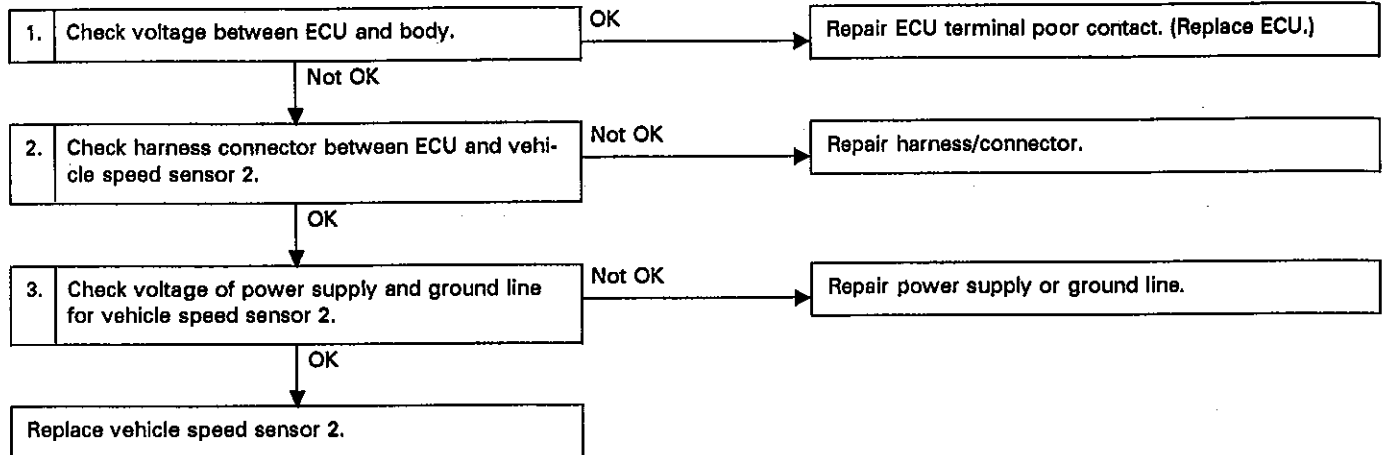 1. Check voltage between ECU and body.
OK
Repair ECU terminal poor contact. (Replace ECU.)
Not OK
2. Check harness connector between ECU and vehi-
cle speed sensor 2.
Not OK
Repair harness/connector.
OK
3. Check voltage of power supply and ground line
for vehicle speed sensor 2.
Not OK
Repair power supply or ground line.
OK
Replace vehicle speed sensor 2.